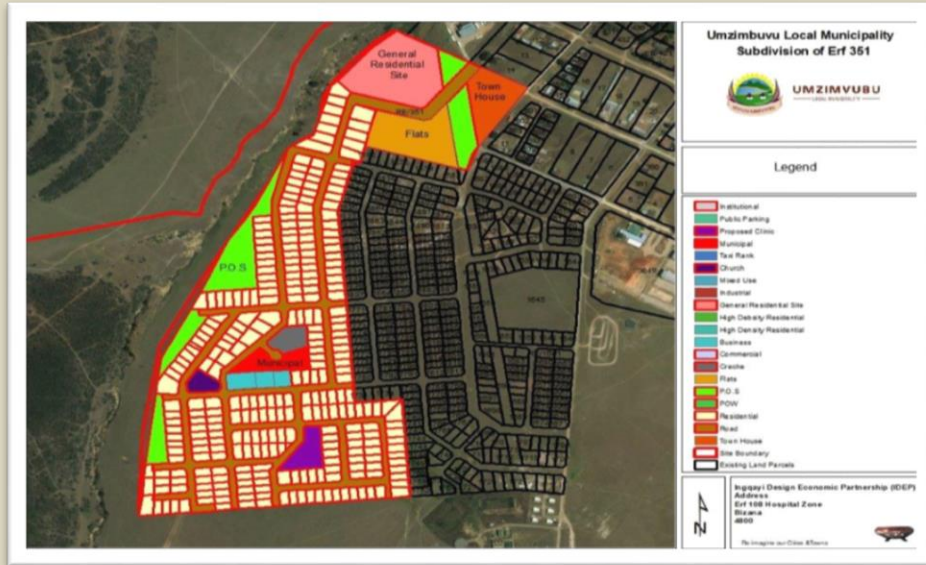 Umzimbuvu Local Municipality
Subdivision of Erf 351
UMZIMVUBU
LOCAL MUNICIPALITY
Legend
Institutional
Public Parking
Proposed Clinic
Municipal
Taxi Rank
Church
Mixed Use
Industrial
General Residential Site
High Density Residential
High Density Residential
Business
Commercial
Creche
Flats
P.O.S
POW
Residential
Road
Town House
Site Boundary
Existing Land Parcels
Ingqayi Design Economic Partnership (IDEP)
Address
Erf 108 Hospital Zone
Bizana
4800
General
Residential
Site
Town
House
Flats
P.O.S
Municipal